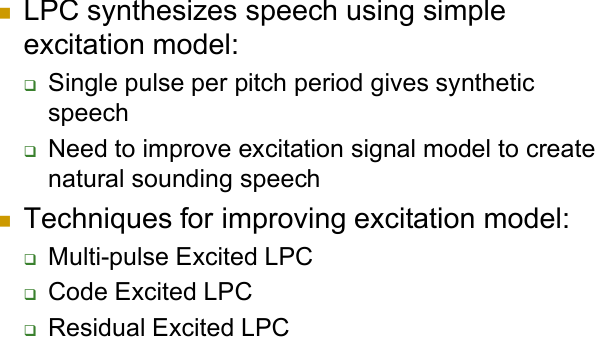 LPC synthesizes speech using simple
excitation model:
Single pulse per pitch period gives synthetic
speech
Need to improve excitation signal model to create
natural sounding speech
Techniques for improving excitation model:
Multi-pulse Excited LPC
Code Excited LPC
Residual Excited LPC